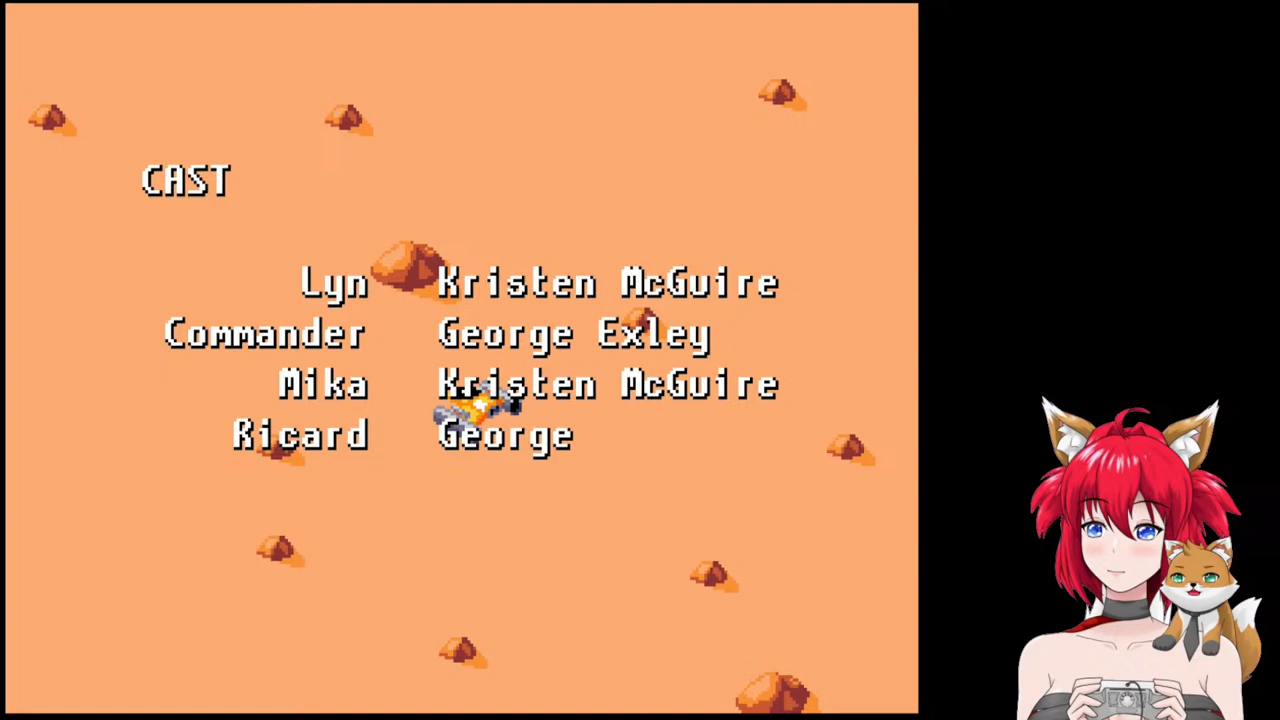 CAST
Lyn Kristen McGuire
Commander George Exley
Mika Kristen McGuire
Ricard George